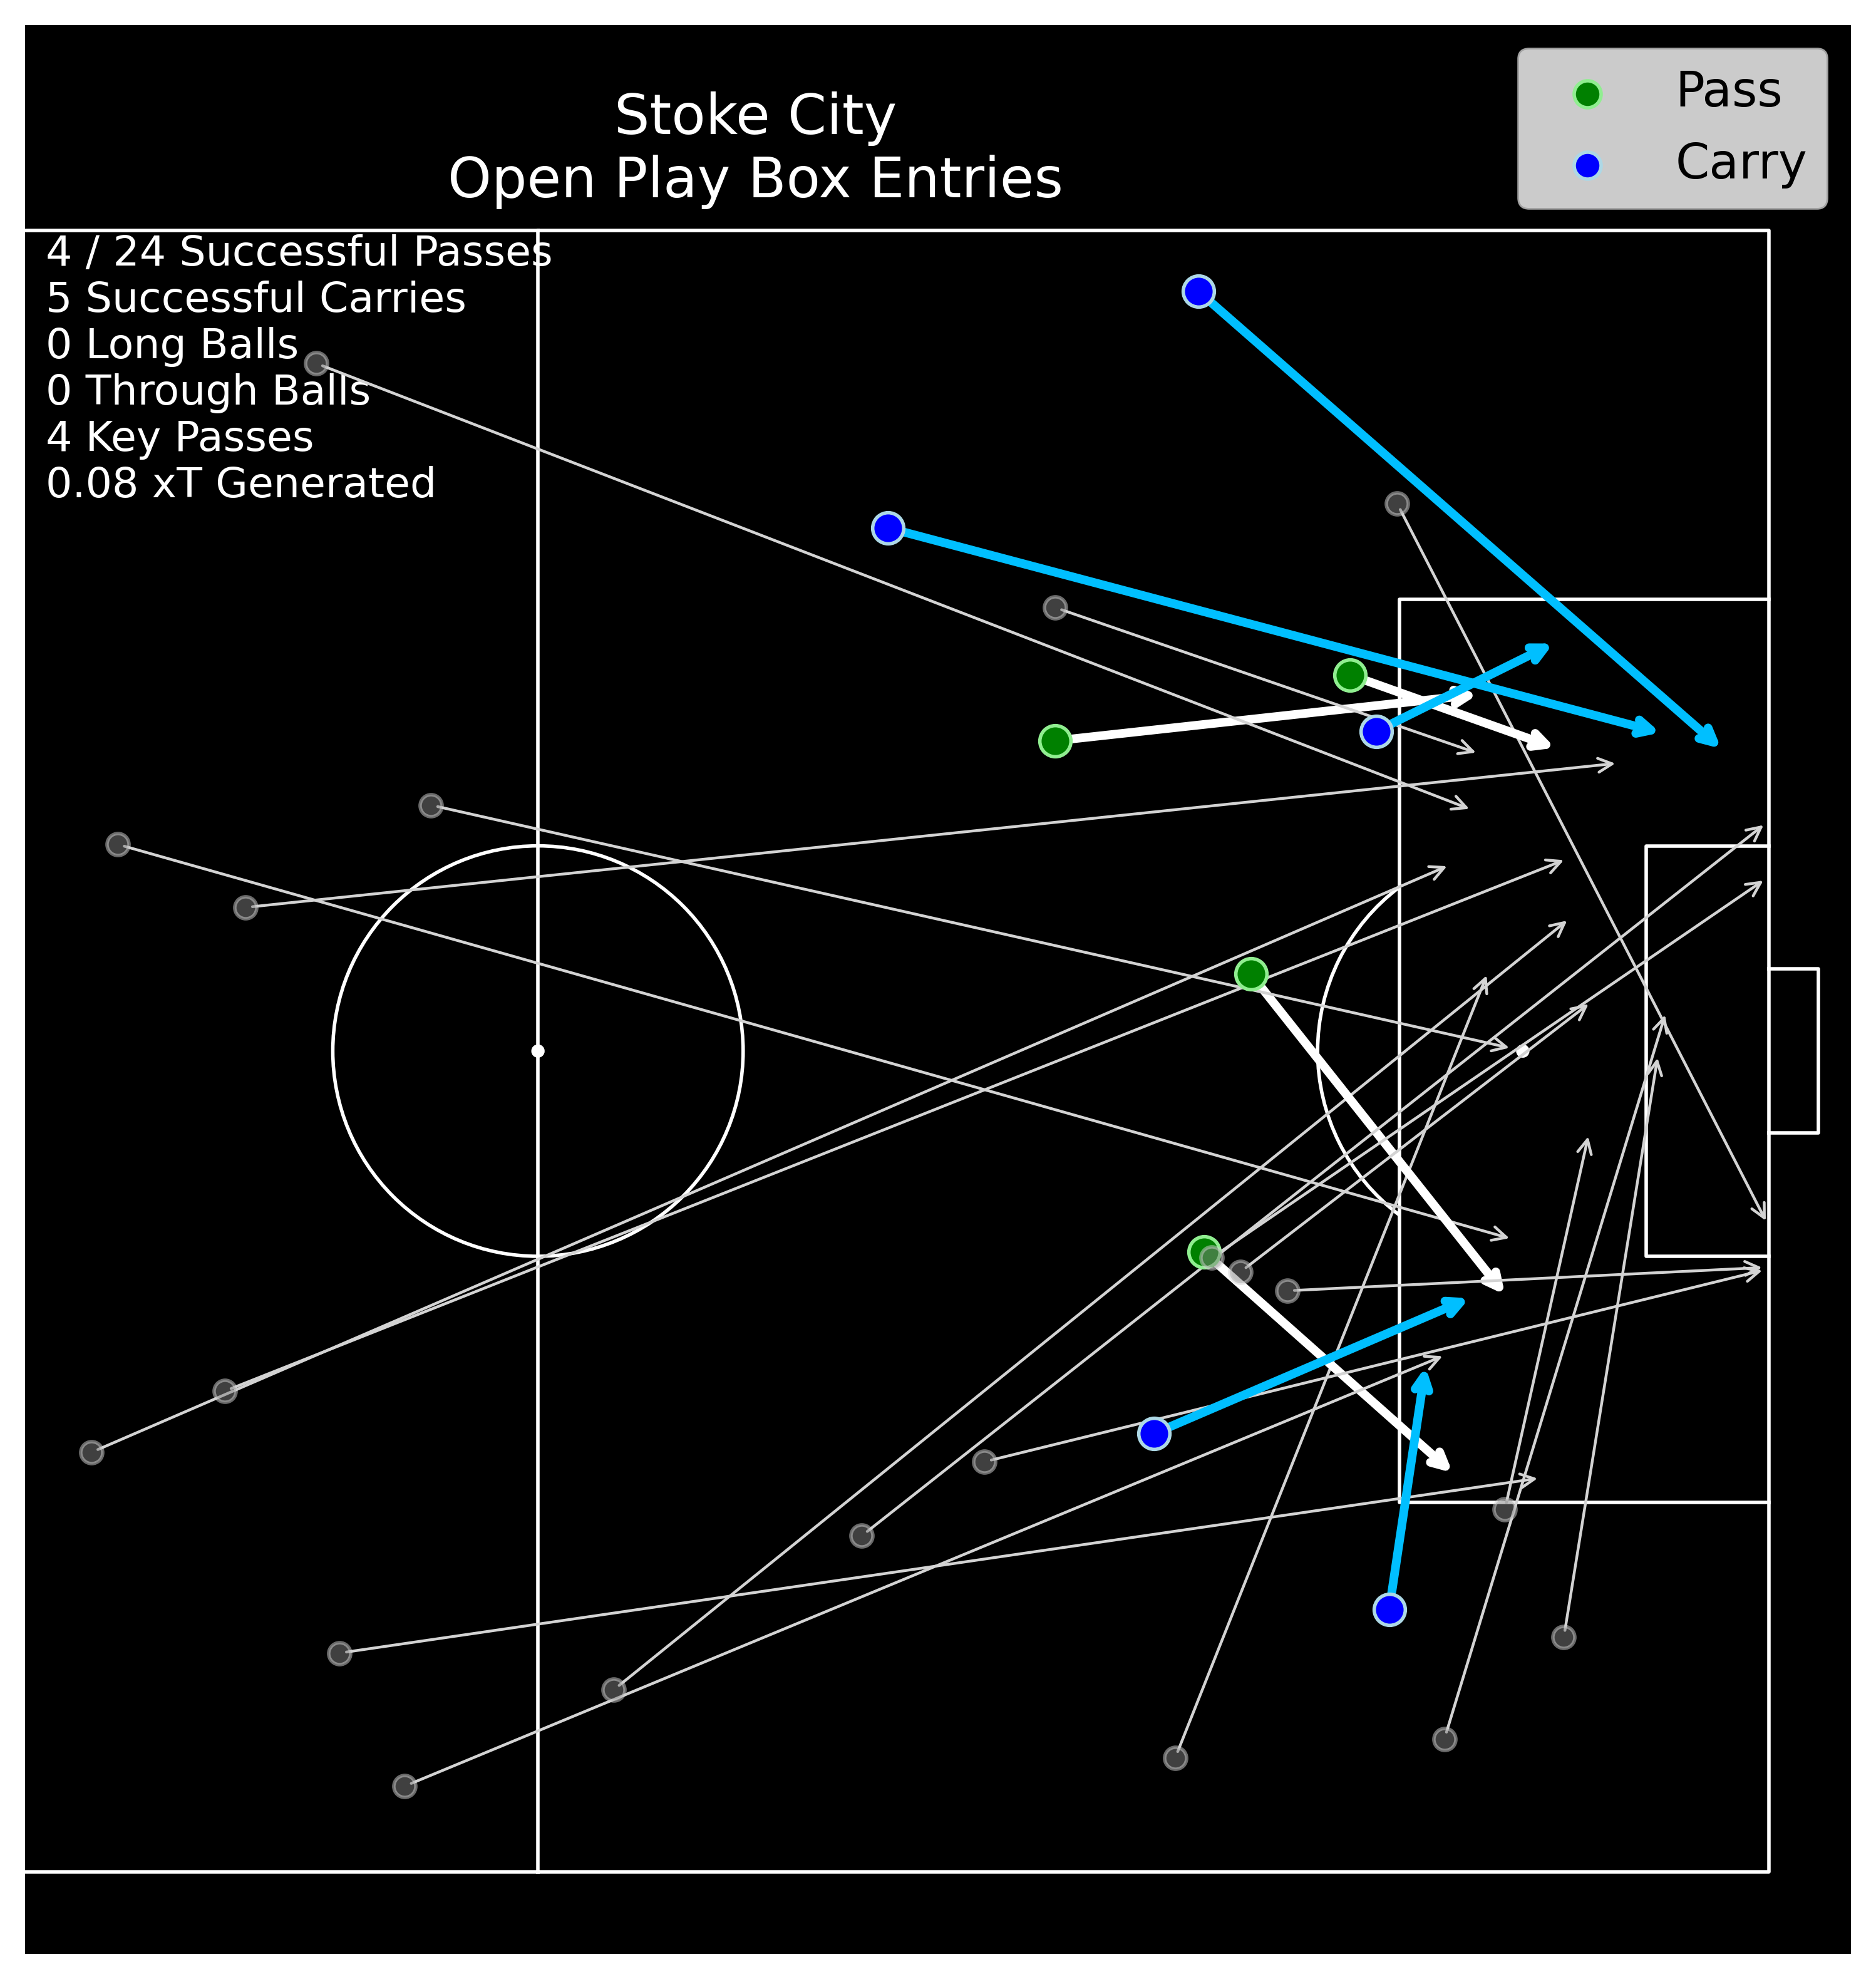 Stoke City
Open Play Box Entries
Pass
Carry
4 / 24 Successful Passes
5 Successful Carries
0 Long Balls
0 Through Balls
4 Key Passes
0.08 xT Generated